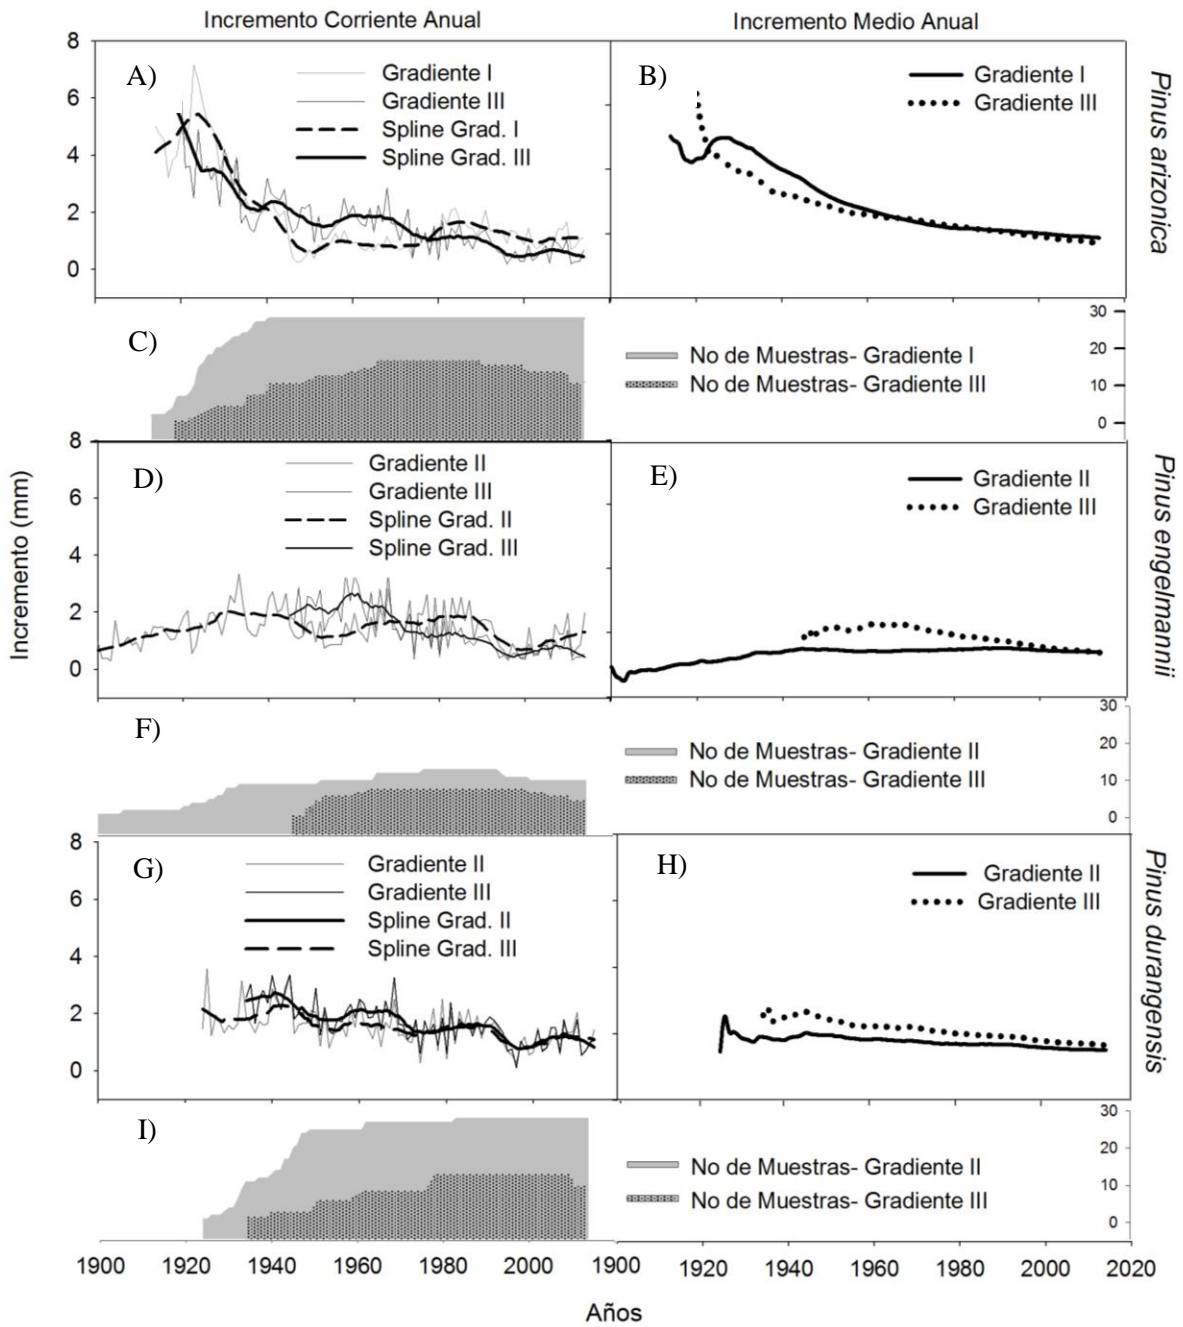 Incremento Corriente Anual
Incremento Medio Anual
8
6
4
2
0
A)
Gradiente I
Gradiente III
Spline Grad. I
Spline Grad. III
B)
Gradiente I
Gradiente III
Pinus arizonica
C)
No de Muestras- Gradiente I
No de Muestras- Gradiente III
30
20
10
0
Incremento (mm)
8
6
4
2
0
D)
Gradiente II
Gradiente III
Spline Grad. II
Spline Grad. III
E)
Gradiente II
Gradiente III
Pinus engelmannii
F)
No de Muestras- Gradiente II
No de Muestras- Gradiente III
30
20
10
0
8
6
4
2
0
G)
Gradiente II
Gradiente III
Spline Grad. II
Spline Grad. III
H)
Gradiente II
Gradiente III
Pinus durangensis
I)
No de Muestras- Gradiente II
No de Muestras- Gradiente III
30
20
10
0
1900 1920 1940 1960 1980 2000 1900 1920 1940 1960 1980 2000 2020
Años